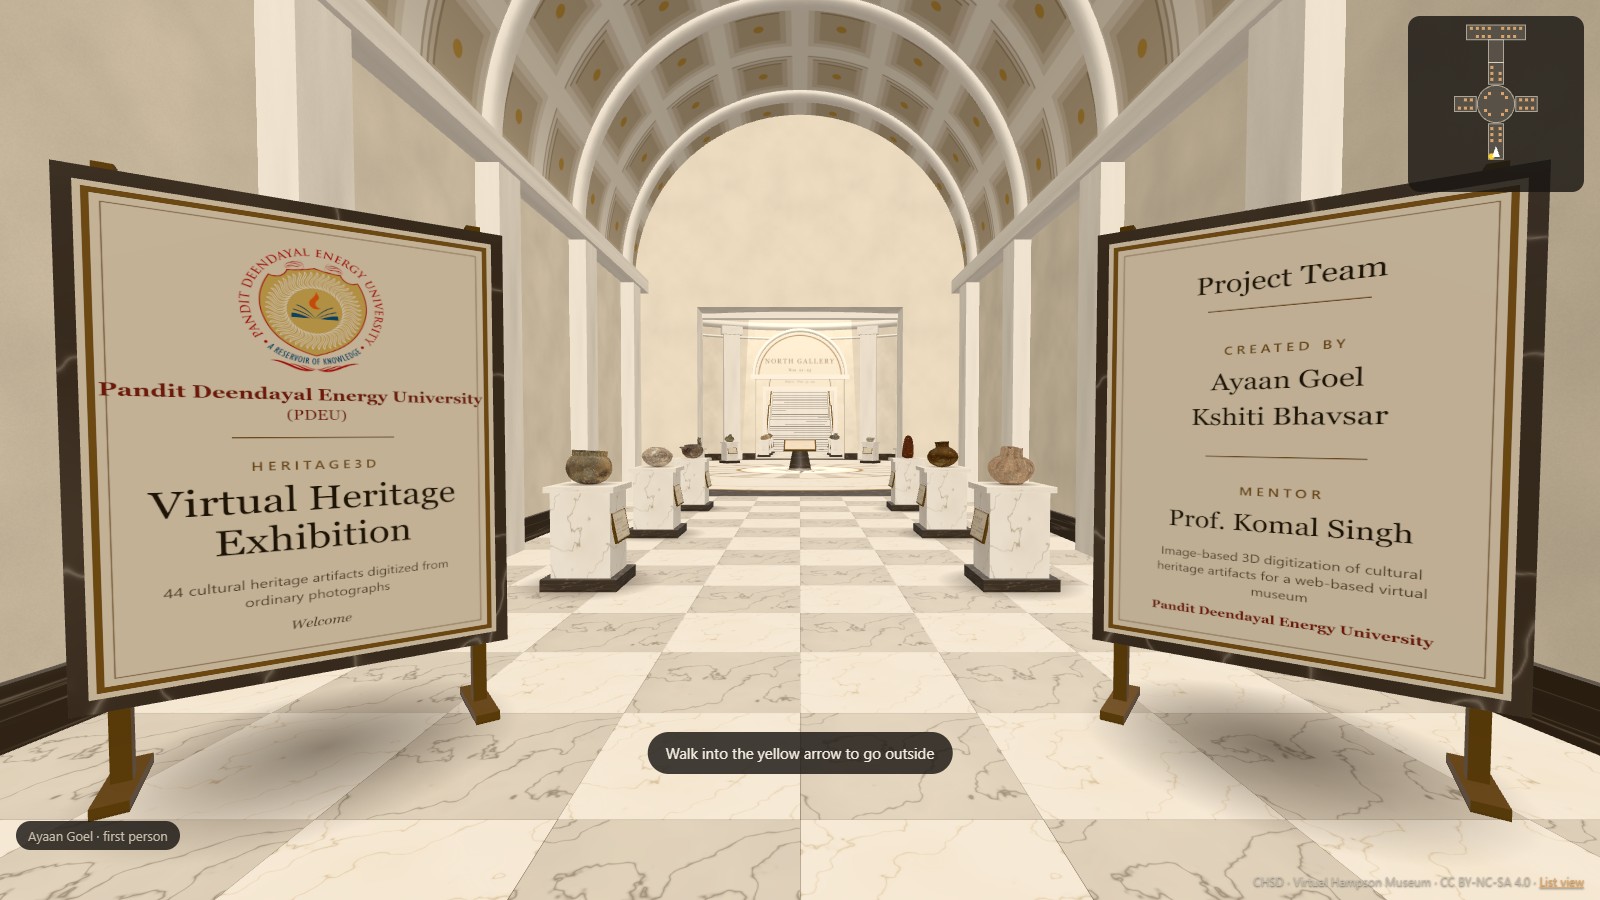 PANDIT DEENDAYAL ENERGY UNIVERSITY
• A RESERVOIR OF KNOWLEDGE •
Pandit Deendayal Energy University
(PDEU)
HERITAGE3D
Virtual Heritage
Exhibition
44 cultural heritage artifacts digitized from
ordinary photographs
Welcome
NORTH GALLERY
Project Team
CREATED BY
Ayaan Goel
Kshiti Bhavsar
MENTOR
Prof. Komal Singh
Image-based 3D digitization of cultural
heritage artifacts for a web-based virtual
museum
Pandit Deendayal Energy University
Walk into the yellow arrow to go outside
Ayaan Goel · first person
CHSD · Virtual Hampson Museum · CC BY-NC-SA 4.0 · List view